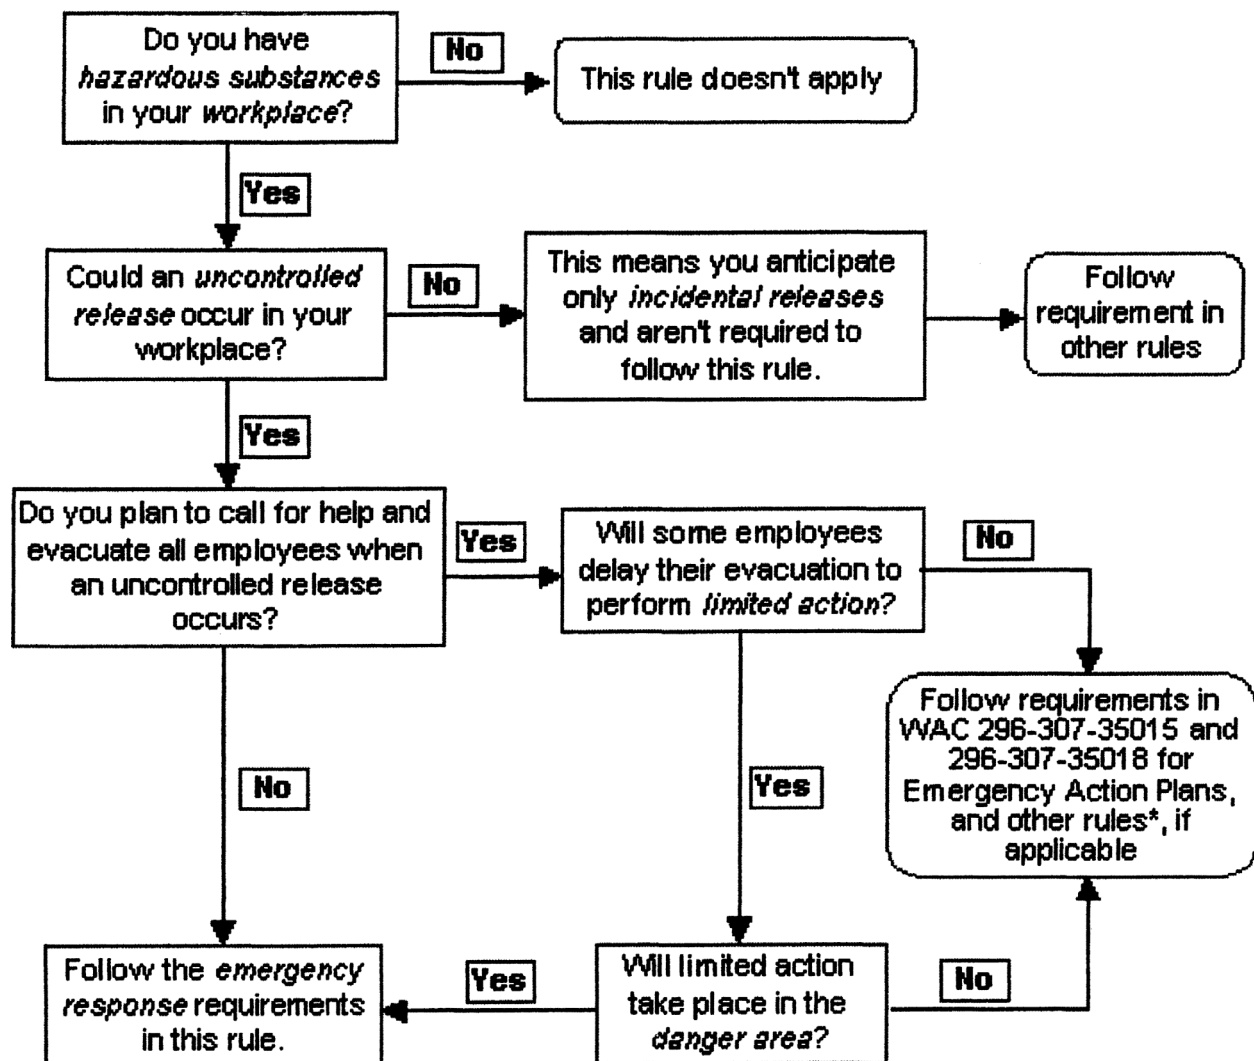 Do you have
hazardous substances
in your workplace?
No
This rule doesn't apply
Yes
Could an uncontrolled
release occur in your
workplace?
No
This means you anticipate
only incidental releases
and aren't required to
follow this rule.
Follow
requirement in
other rules
Yes
Do you plan to call for help and
evacuate all employees when
an uncontrolled release
occurs?
Yes
Will some employees
delay their evacuation to
perform limited action?
No
Follow requirements in
WAC 296-307-35015 and
296-307-35018 for
Emergency Action Plans,
and other rules*, if
applicable
No
Yes
Follow the emergency
response requirements
in this rule.
Yes
Will limited action
take place in the
danger area?
No